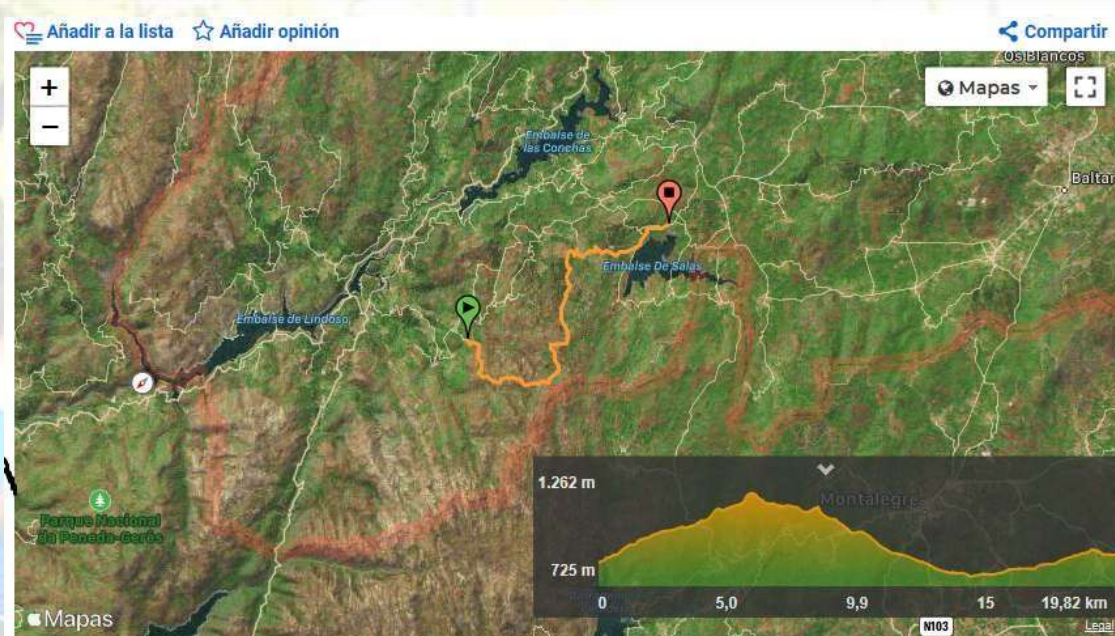 Añadir a la lista Añadir opinión Compartir
Os Blancos
+
Mapas
−
Embalse de
las Conchas
Baltar
Embalse De Salas
Embalse de Lindoso
1.262 m
Montalegre
Parque Nacional
da Peneda-Gerês
725 m
0 5,0 9,9 15 19,82 km
Mapas
N103
Legal